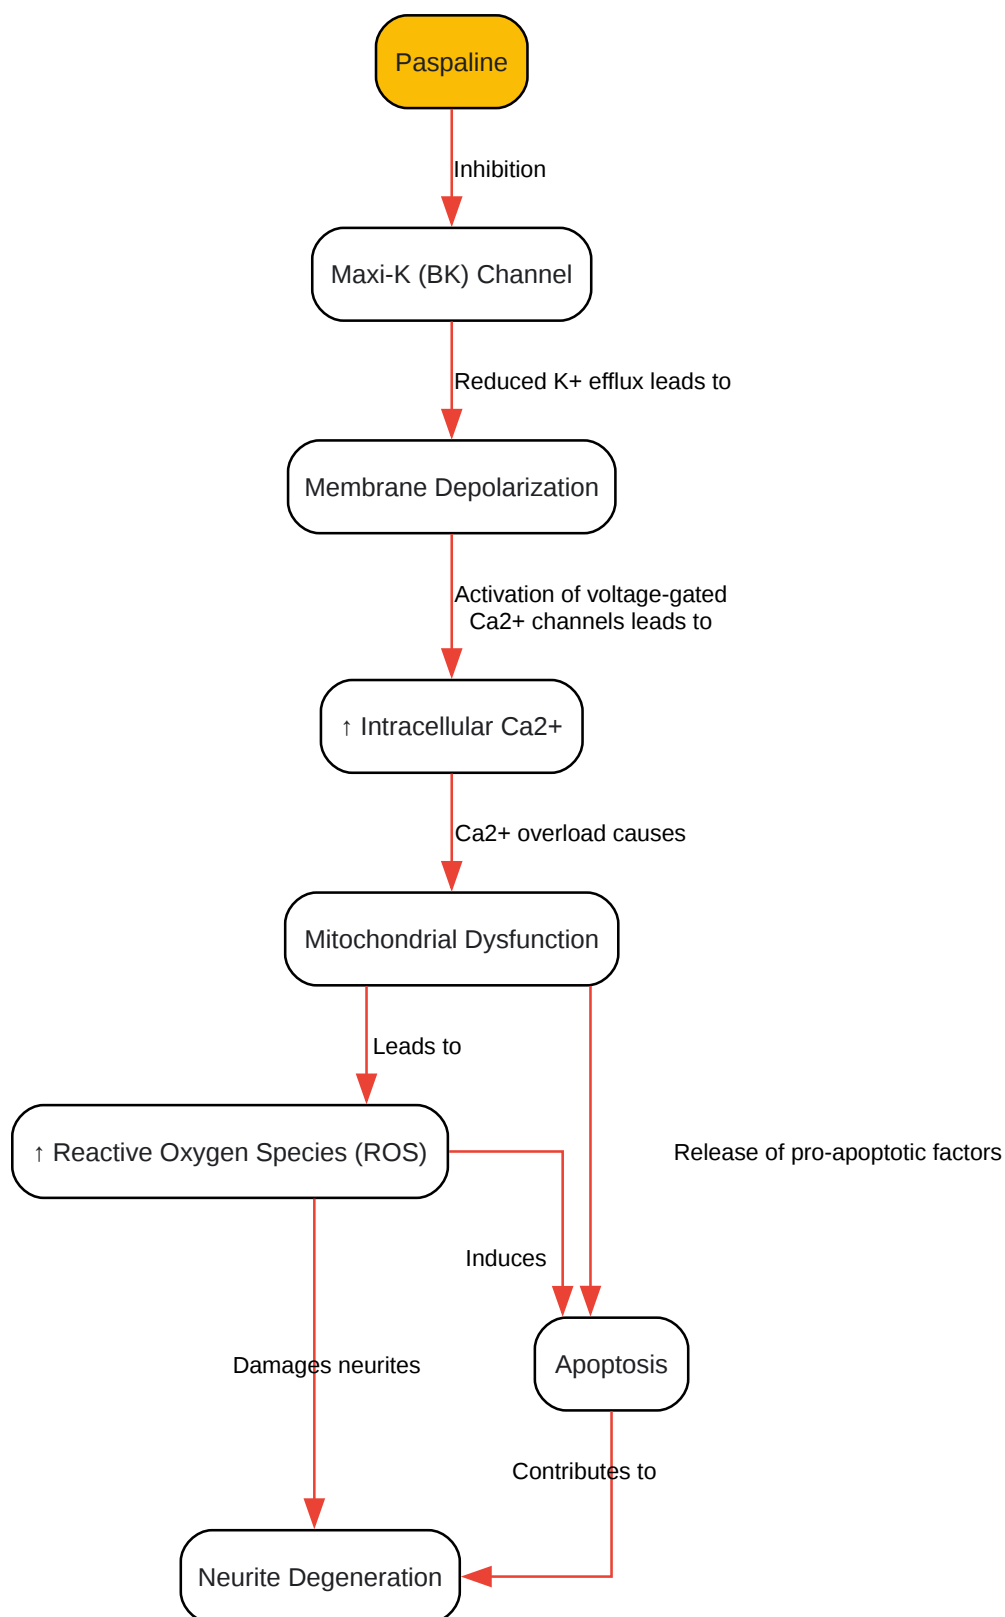 Paspaline
Inhibition
Maxi-K (BK) Channel
Reduced K+ efflux leads to
Membrane Depolarization
Activation of voltage-gated
Ca2+ channels leads to
↑ Intracellular Ca2+
Ca2+ overload causes
Mitochondrial Dysfunction
Leads to
↑ Reactive Oxygen Species (ROS)
Release of pro-apoptotic factors
Induces
Damages neurites
Apoptosis
Contributes to
Neurite Degeneration